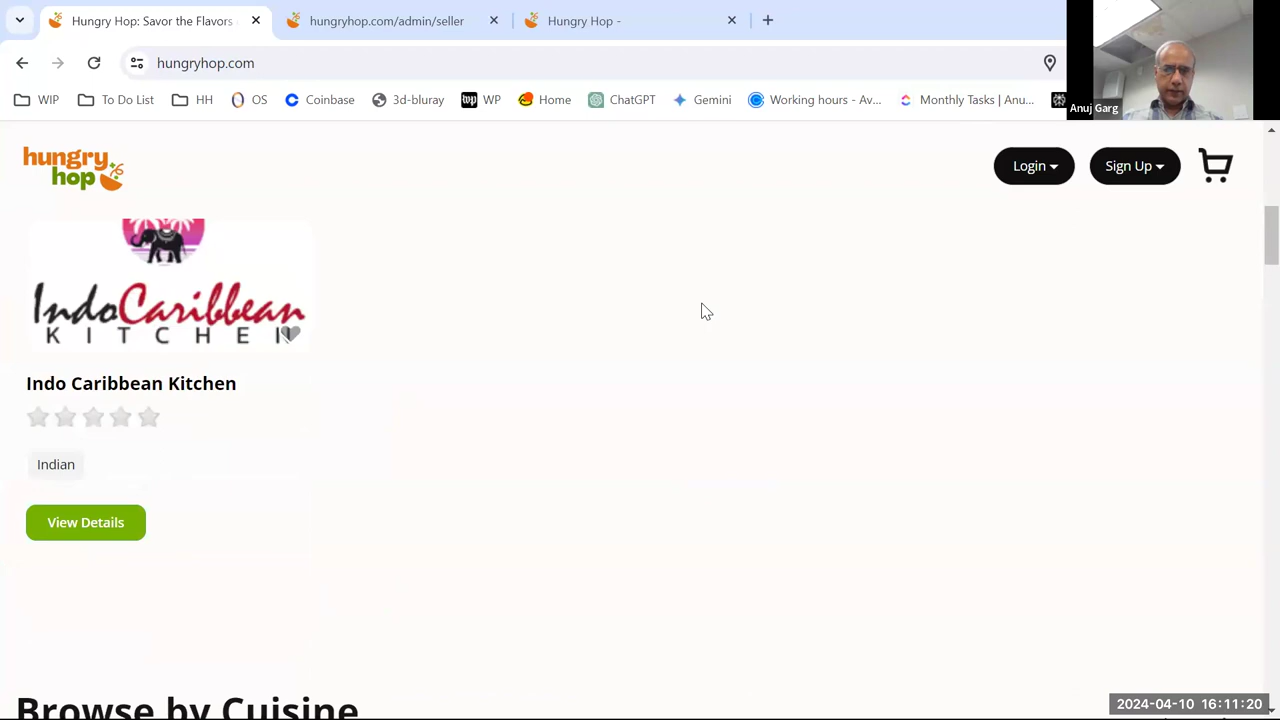 Hungry Hop: Savor the Flavors
hungryhop.com/admin/seller
Hungry Hop -
hungryhop.com
WIP
To Do List
HH
OS
Coinbase
3d-bluray
WP
Home
ChatGPT
Gemini
Working hours - Av...
Monthly Tasks | Anu...
Anuj Garg
hungry
hop
Login
Sign Up
IndoCaribbean
KITCHEN
Indo Caribbean Kitchen
Indian
View Details
Browse by Cuisine
2024-04-10 16:11:20